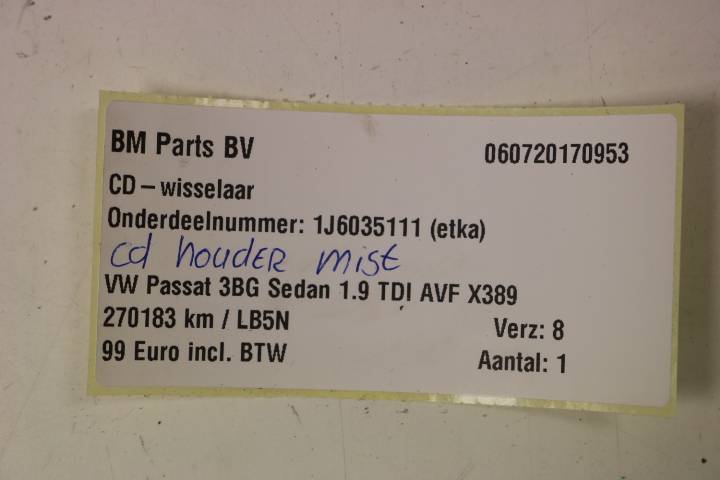 BM Parts BV 060720170953
CD-wisselaar
Onderdeelnummer: 1J6035111 (etka)
cd houder mist
VW Passat 3BG Sedan 1.9 TDI AVF X389
270183 km / LB5N Verz: 8
99 Euro incl. BTW Aantal: 1